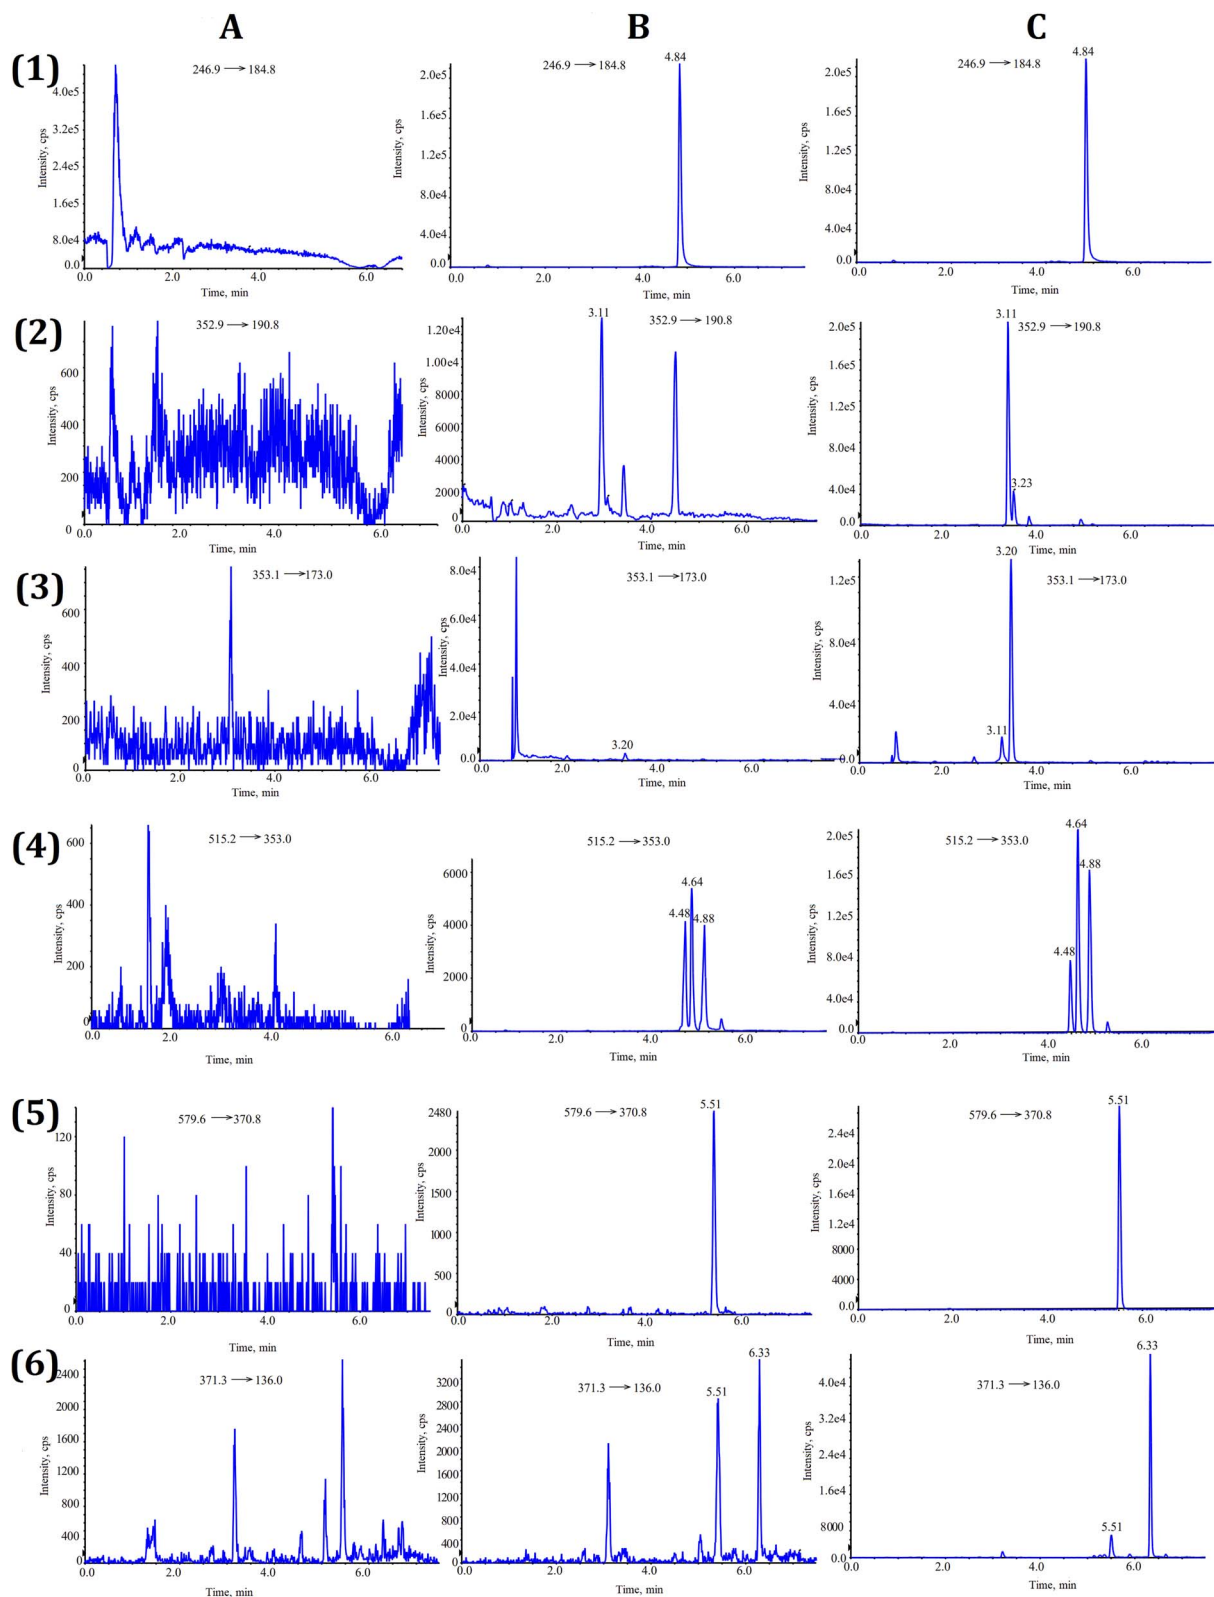 A B C
(1)
246.9 → 184.8
Intensity, cps
4.0e5
3.2e5
2.4e5
1.6e5
8.0e4
0.0
0.0 2.0 4.0 6.0
Time, min
246.9 → 184.8
4.84
Intensity, cps
2.0e5
1.6e5
1.2e5
8.0e4
4.0e4
0.0
0.0 2.0 4.0 6.0
Time, min
246.9 → 184.8
4.84
Intensity, cps
2.0e5
1.6e5
1.2e5
8.0e4
4.0e4
0.0
0.0 2.0 4.0 6.0
Time, min
(2)
352.9 → 190.8
Intensity, cps
600
400
200
0
0.0 2.0 4.0 6.0
Time, min
3.11
352.9 → 190.8
Intensity, cps
1.20e4
1.00e4
8000
6000
4000
2000
0
0.0 2.0 4.0 6.0
Time, min
3.11
352.9 → 190.8
3.23
Intensity, cps
2.0e5
1.6e5
1.2e5
8.0e4
4.0e4
0.0
0.0 2.0 4.0 6.0
Time, min
(3)
353.1 → 173.0
Intensity, cps
600
400
200
0
0.0 2.0 4.0 6.0
Time, min
353.1 → 173.0
3.20
Intensity, cps
8.0e4
6.0e4
4.0e4
2.0e4
0.0
0.0 2.0 4.0 6.0
Time, min
3.20
353.1 → 173.0
3.11
Intensity, cps
1.2e5
8.0e4
4.0e4
0.0
0.0 2.0 4.0 6.0
Time, min
(4)
515.2 → 353.0
Intensity, cps
600
400
200
0
0.0 2.0 4.0 6.0
Time, min
515.2 → 353.0
4.64
4.48
4.88
Intensity, cps
6000
4000
2000
0
0.0 2.0 4.0 6.0
Time, min
515.2 → 353.0
4.64
4.88
4.48
Intensity, cps
2.0e5
1.6e5
1.2e5
8.0e4
4.0e4
0.0
0.0 2.0 4.0 6.0
Time, min
(5)
579.6 → 370.8
Intensity, cps
120
80
40
0
0.0 2.0 4.0 6.0
Time, min
579.6 → 370.8
5.51
Intensity, cps
2480
2000
1500
1000
500
0
0.0 2.0 4.0 6.0
Time, min
579.6 → 370.8
5.51
Intensity, cps
2.4e4
2.0e4
1.6e4
1.2e4
8000
4000
0.0
0.0 2.0 4.0 6.0
Time, min
(6)
371.3 → 136.0
Intensity, cps
2400
2000
1600
1200
800
400
0
0.0 2.0 4.0 6.0
Time, min
371.3 → 136.0
6.33
5.51
Intensity, cps
3200
2800
2400
2000
1600
1200
800
400
0
0.0 2.0 4.0 6.0
Time, min
6.33
371.3 → 136.0
5.51
Intensity, cps
4.0e4
3.2e4
2.4e4
1.6e4
8000
0.0
0.0 2.0 4.0 6.0
Time, min